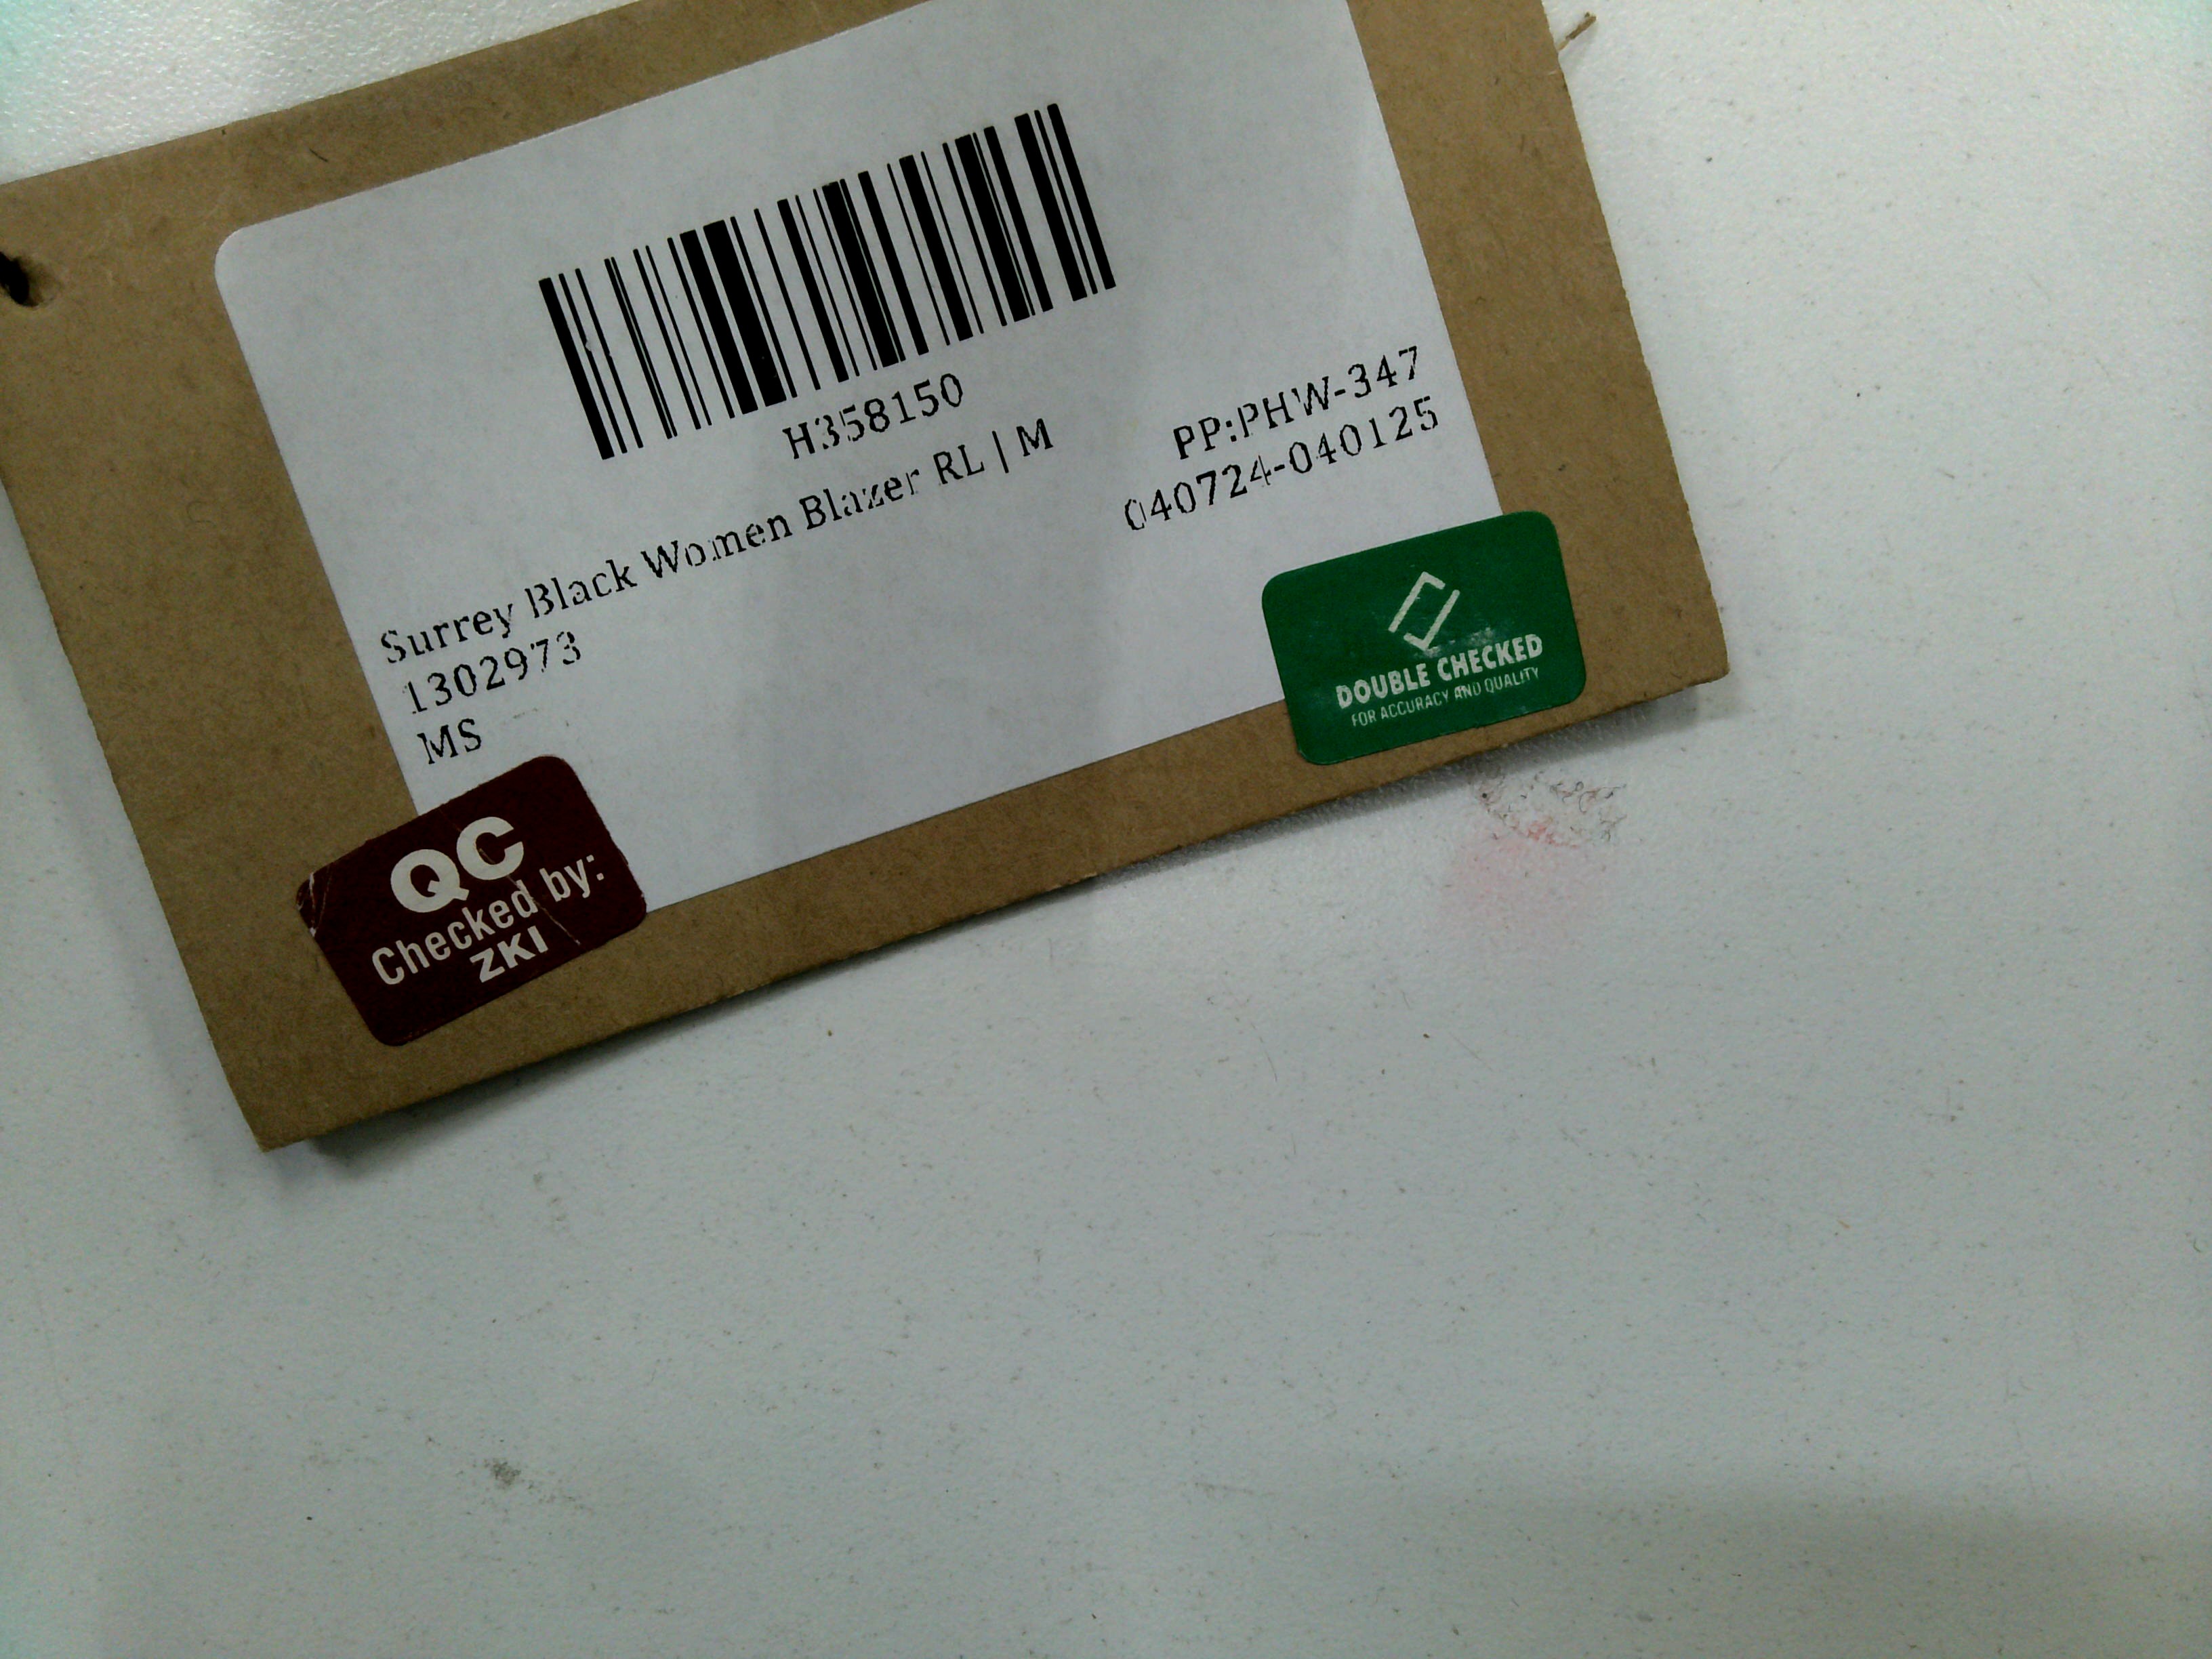 H358150
Surrey Black Women Blazer RL | M
1302973
MS
PP:PHW-347
040724-040125
QC
Checked by:
ZKI
DOUBLE CHECKED
FOR ACCURACY AND QUALITY